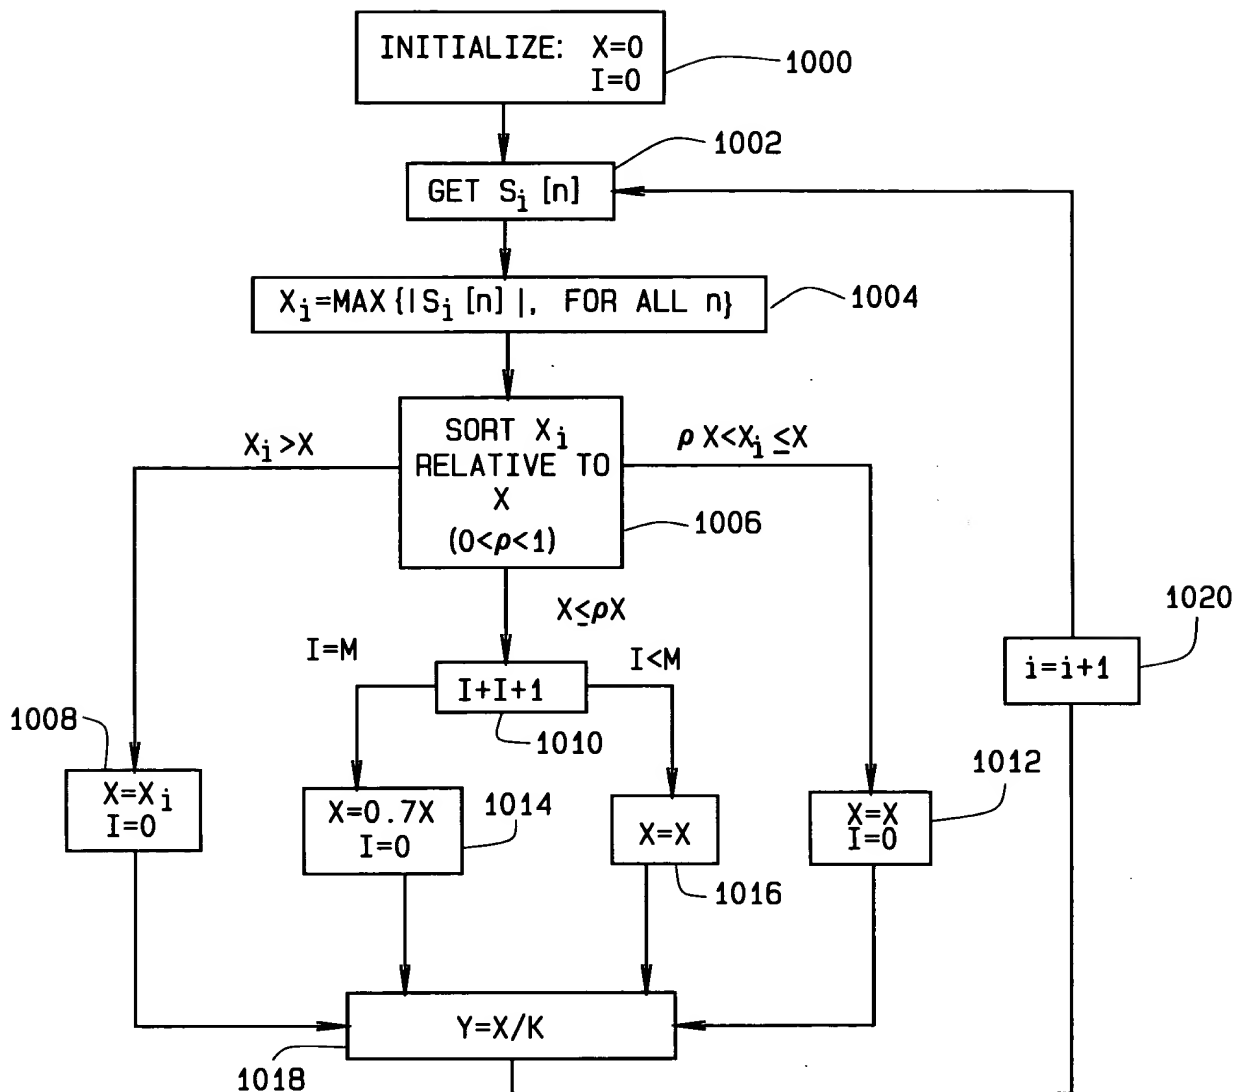 INITIALIZE: X=0
I=0
1000
1002
GET Si [n]
Xi=MAX{|Si [n]|, FOR ALL n}
1004
Xi>X
SORT Xi
RELATIVE TO
X
(0<ρ<1)
ρ X<Xi≤X
1006
X≤ρX
1020
I=M
I<M
i=i+1
I+I+1
1008
1010
1012
X=Xi
I=0
X=0.7X
I=0
1014
X=X
X=X
I=0
1016
Y=X/K
1018